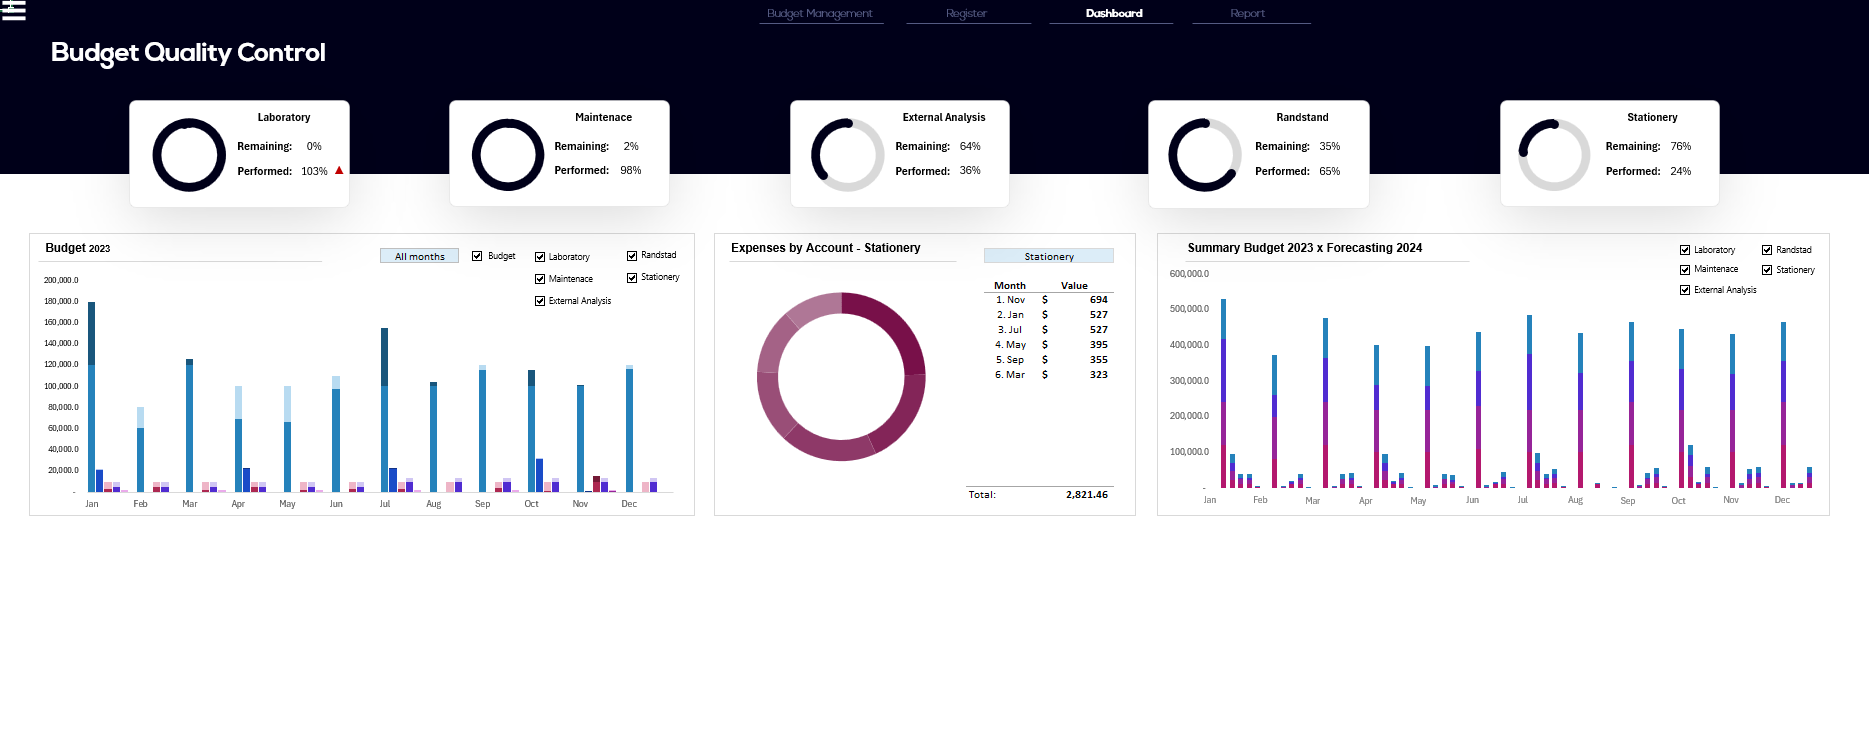 Budget Management Register Dashboard Report
Budget Quality Control
Laboratory
Remaining: 0%
Performed: 103%
Maintenace
Remaining: 2%
Performed: 98%
External Analysis
Remaining: 64%
Performed: 36%
Randstand
Remaining: 35%
Performed: 65%
Stationery
Remaining: 76%
Performed: 24%
Budget 2023
All months
Budget
Laboratory
Randstad
Maintenace
Stationery
External Analysis
200,000.0
180,000.0
160,000.0
140,000.0
120,000.0
100,000.0
80,000.0
60,000.0
40,000.0
20,000.0
-
Jan Feb Mar Apr May Jun Jul Aug Sep Oct Nov Dec
Expenses by Account - Stationery
Stationery
Month Value
1. Nov $ 694
2. Jan $ 527
3. Jul $ 527
4. May $ 395
5. Sep $ 355
6. Mar $ 323
Total: 2,821.46
Summary Budget 2023 x Forecasting 2024
Laboratory
Randstad
Maintenace
Stationery
External Analysis
600,000.0
500,000.0
400,000.0
300,000.0
200,000.0
100,000.0
-
Jan Feb Mar Apr May Jun Jul Aug Sep Oct Nov Dec